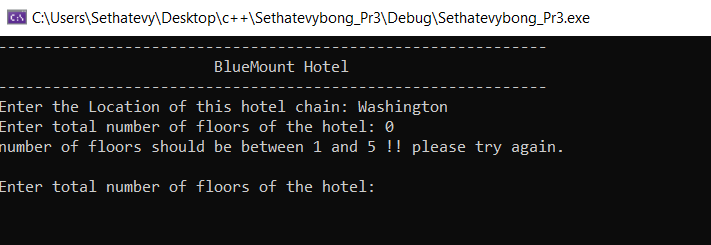 C:\Users\Sethatevy\Desktop\c++\Sethatevybong_Pr3\Debug\Sethatevybong_Pr3.exe
------------------------------------------------------------
BlueMount Hotel
------------------------------------------------------------
Enter the Location of this hotel chain: Washington
Enter total number of floors of the hotel: 0
number of floors should be between 1 and 5 !! please try again.
Enter total number of floors of the hotel: